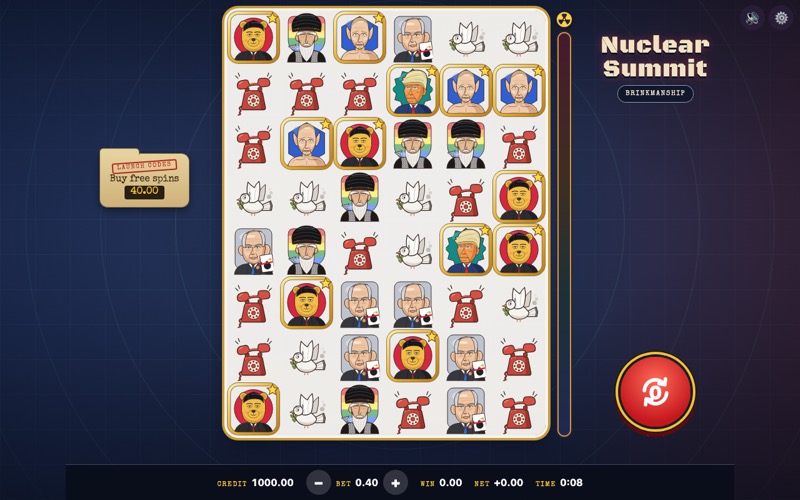 Nuclear
Summit
BRINKMANSHIP
LAUNCH CODES
Buy free spins
40.00
CREDIT 1000.00
BET 0.40
WIN 0.00
NET +0.00
TIME 0:08